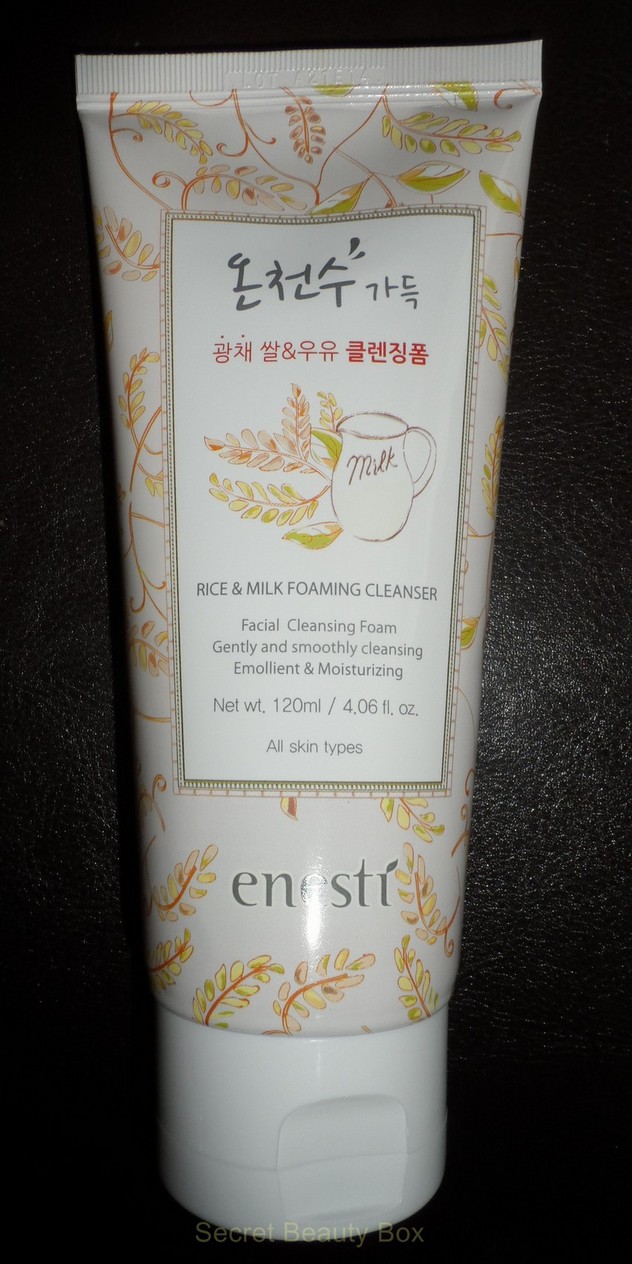 온천수 가득
광채 쌀&우유 클렌징폼
Milk
RICE & MILK FOAMING CLEANSER
Facial Cleansing Foam
Gently and smoothly cleansing
Emollient & Moisturizing
Net wt. 120ml / 4.06 fl. oz.
All skin types
enesti
Secret Beauty Box